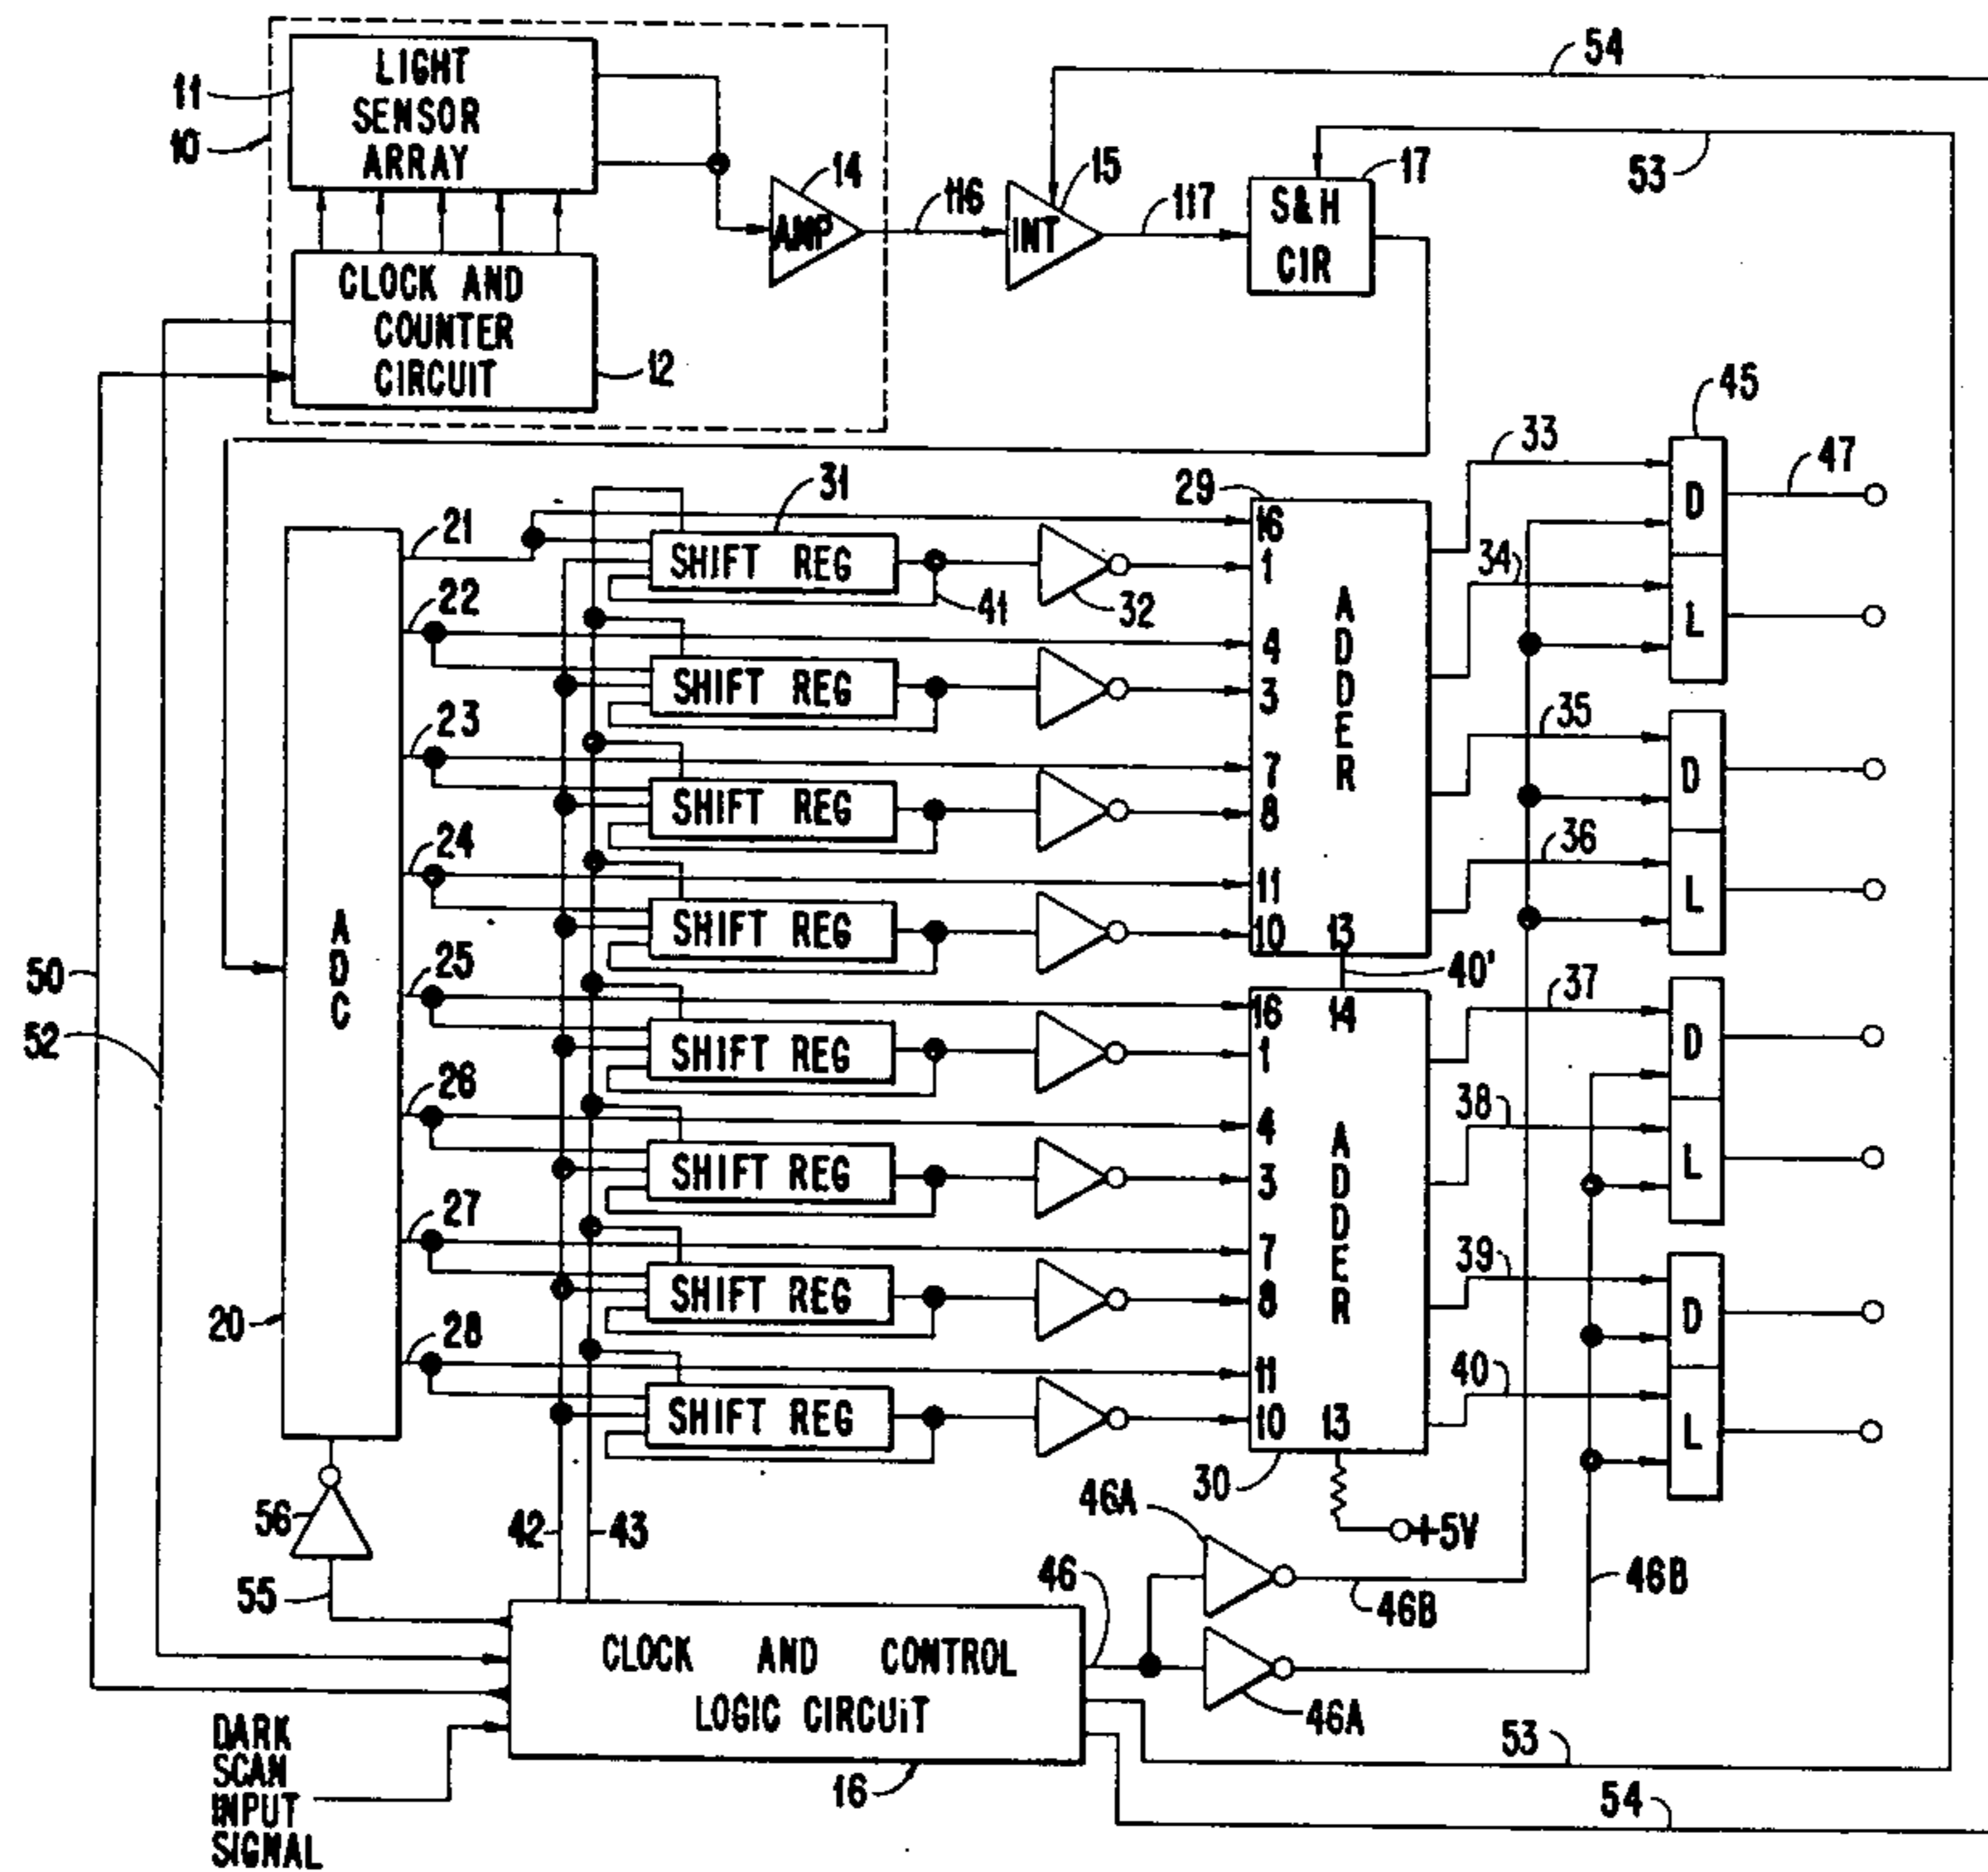 54
LIGHT
SENSOR
ARRAY
11
10
14
AMP
116
15
INT
117
17
S&H
CIR
53
CLOCK AND
COUNTER
CIRCUIT
12
45
33
47
D
34
L
31
29
21
SHIFT REG
41
32
16
1
22
SHIFT REG
4
3
ADDER
23
SHIFT REG
7
8
35
D
24
SHIFT REG
11
10
13
36
L
ADC
40'
50
52
25
SHIFT REG
16
1
14
37
D
26
SHIFT REG
4
3
ADDER
38
L
27
SHIFT REG
7
8
39
D
20
28
SHIFT REG
11
10
13
40
L
30
+5V
56
42
43
46A
46
46B
46B
55
CLOCK AND CONTROL
LOGIC CIRCUIT
46A
16
53
54
DARK
SCAN
INPUT
SIGNAL